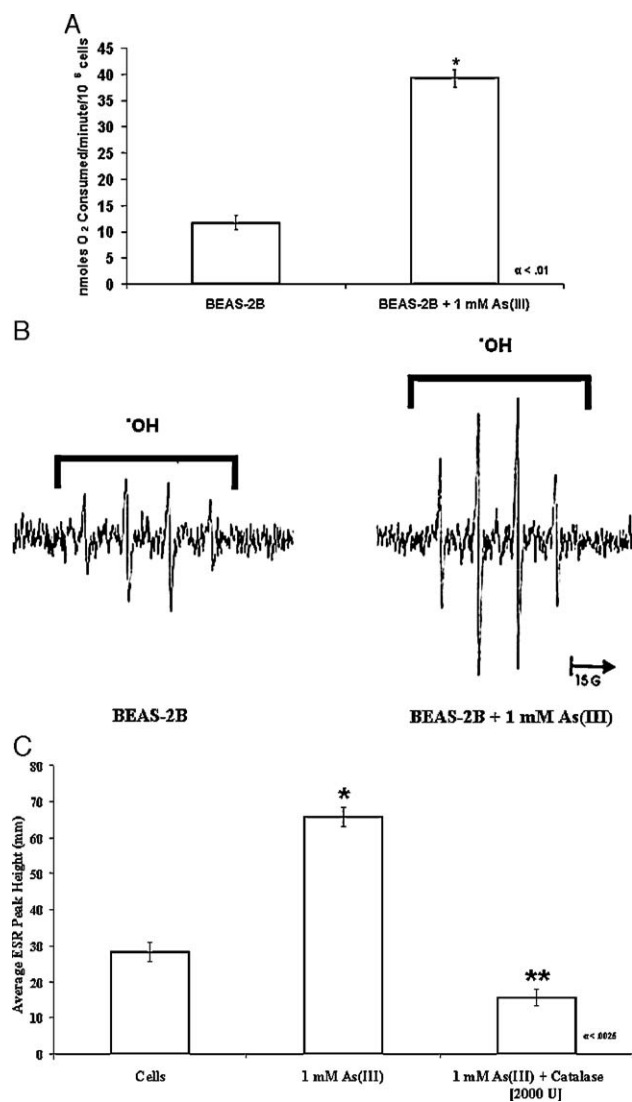 A
nmoles O₂ Consumed/minute/10⁶ cells
45
40
35
30
25
20
15
10
5
0
*
α < .01
BEAS-2B
BEAS-2B + 1 mM As(III)
B
•OH
•OH
15 G
BEAS-2B
BEAS-2B + 1 mM As(III)
C
Average ESR Peak Height (mm)
80
70
60
50
40
30
20
10
0
*
**
α < .0025
Cells
1 mM As(III)
1 mM As(III) + Catalase
[2000 U]